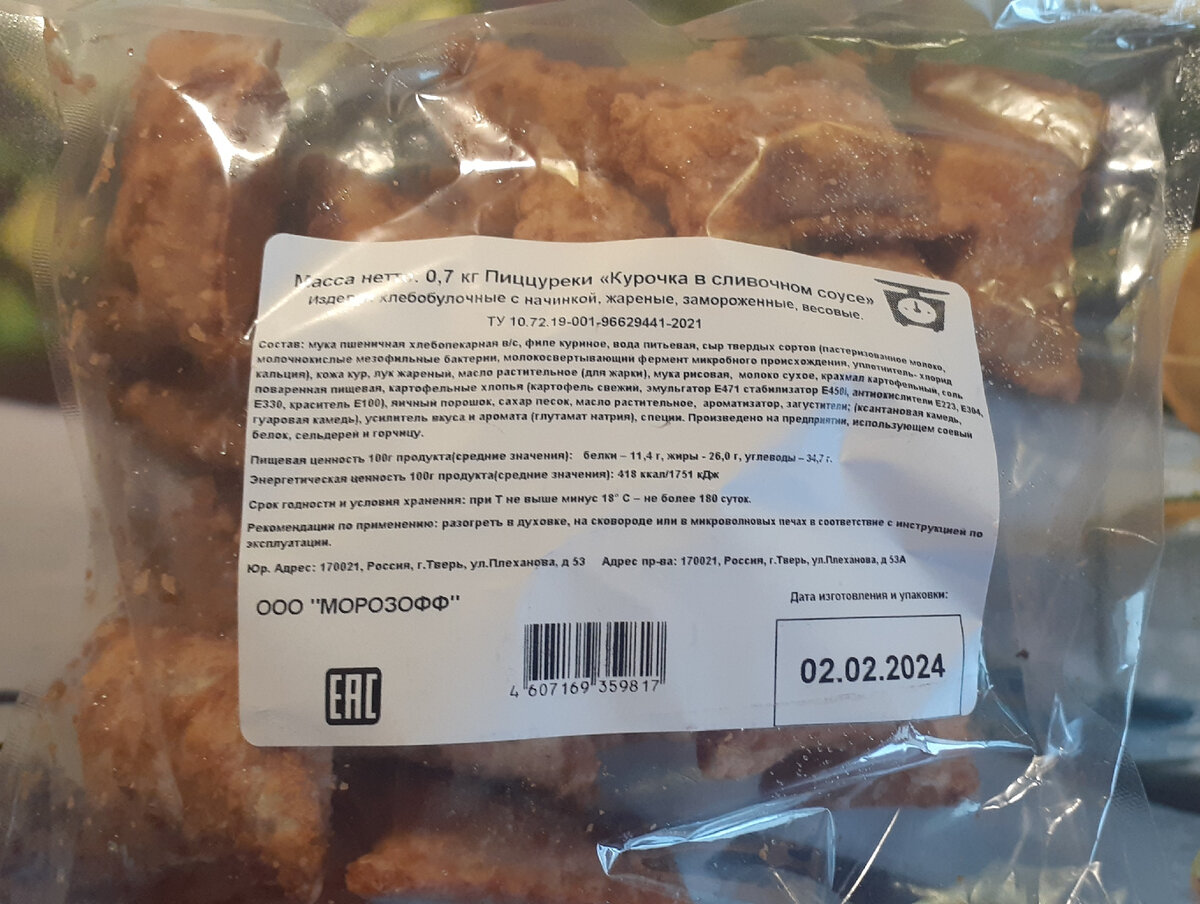 Масса нетто. 0,7 кг Пиццуреки «Курочка в сливочном соусе»
Изделия хлебобулочные с начинкой, жареные, замороженные, весовые.
ТУ 10.72.19-001-96629441-2021
Состав: мука пшеничная хлебопекарная в/с, филе куриное, вода питьевая, сыр твердых сортов (пастеризованное молоко,
молочнокислые мезофильные бактерии, молокосвертывающий фермент микробного происхождения, уплотнитель- хлорид
кальция), кожа кур, лук жареный, масло растительное (для жарки), мука рисовая, молоко сухое, крахмал картофельный, соль
поваренная пищевая, картофельные хлопья (картофель свежий, эмульгатор Е471 стабилизатор Е450i, антиокислители Е223, Е304,
Е330, краситель Е100), яичный порошок, сахар песок, масло растительное, ароматизатор, загустители; (ксантановая камедь,
гуаровая камедь), усилитель вкуса и аромата (глутамат натрия), специи. Произведено на предприятии, использующем соевый
белок, сельдерей и горчицу.
Пищевая ценность 100г продукта(средние значения): белки – 11,4 г, жиры - 26,0 г, углеводы – 34,7 г.
Энергетическая ценность 100г продукта(средние значения): 418 ккал/1751 кДж
Срок годности и условия хранения: при Т не выше минус 18° С – не более 180 суток.
Рекомендации по применению: разогреть в духовке, на сковороде или в микроволновых печах в соответствие с инструкцией по
эксплуатации.
Юр. Адрес: 170021, Россия, г.Тверь, ул.Плеханова, д 53 Адрес пр-ва: 170021, Россия, г.Тверь, ул.Плеханова, д 53А
ООО "МОРОЗОФФ"
Дата изготовления и упаковки:
02.02.2024
EAC
4 607169 359817